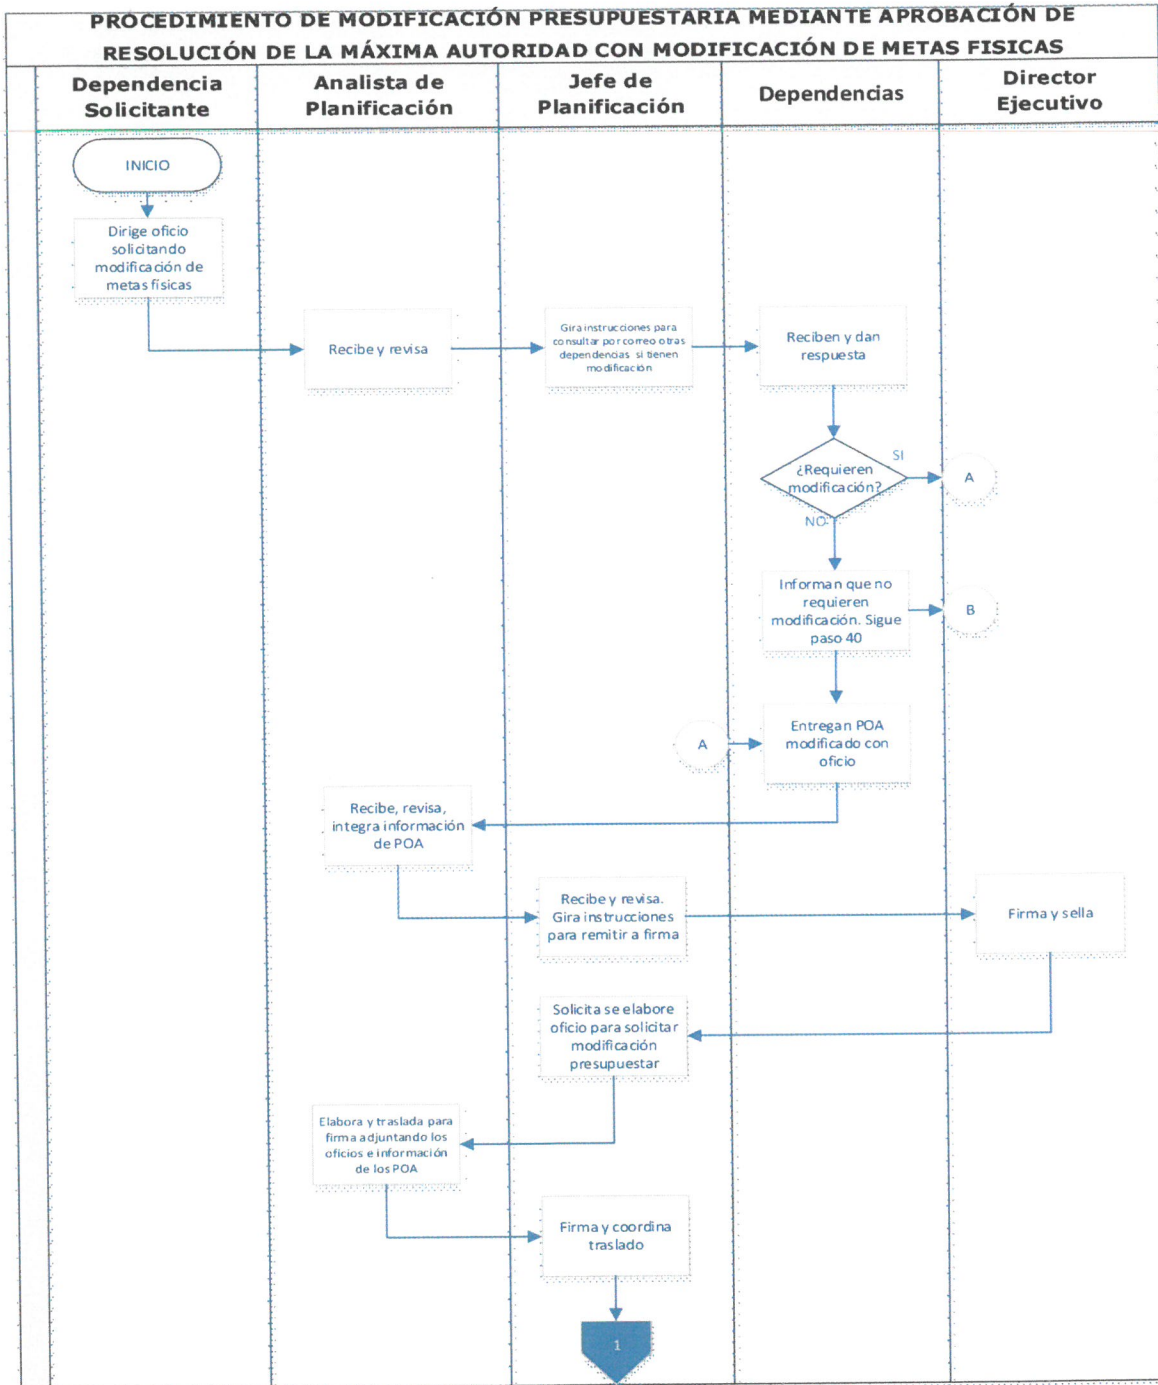 PROCEDIMIENTO DE MODIFICACIÓN PRESUPUESTARIA MEDIANTE APROBACIÓN DE
RESOLUCIÓN DE LA MÁXIMA AUTORIDAD CON MODIFICACIÓN DE METAS FISICAS
Dependencia
Solicitante
Analista de
Planificación
Jefe de
Planificación
Dependencias
Director
Ejecutivo
INICIO
Dirige oficio
solicitando
modificación de
metas físicas
Recibe y revisa
Gira instrucciones para
consultar por correo otras
dependencias si tienen
modificación
Reciben y dan
respuesta
¿Requieren
modificación?
SI
A
NO
Informan que no
requieren
modificación. Sigue
paso 40
B
A
Entregan POA
modificado con
oficio
Recibe, revisa,
integra información
de POA
Recibe y revisa.
Gira instrucciones
para remitir a firma
Firma y sella
Solicita se elabore
oficio para solicitar
modificación
presupuestar
Elabora y traslada para
firma adjuntando los
oficios e información
de los POA
Firma y coordina
traslado
1